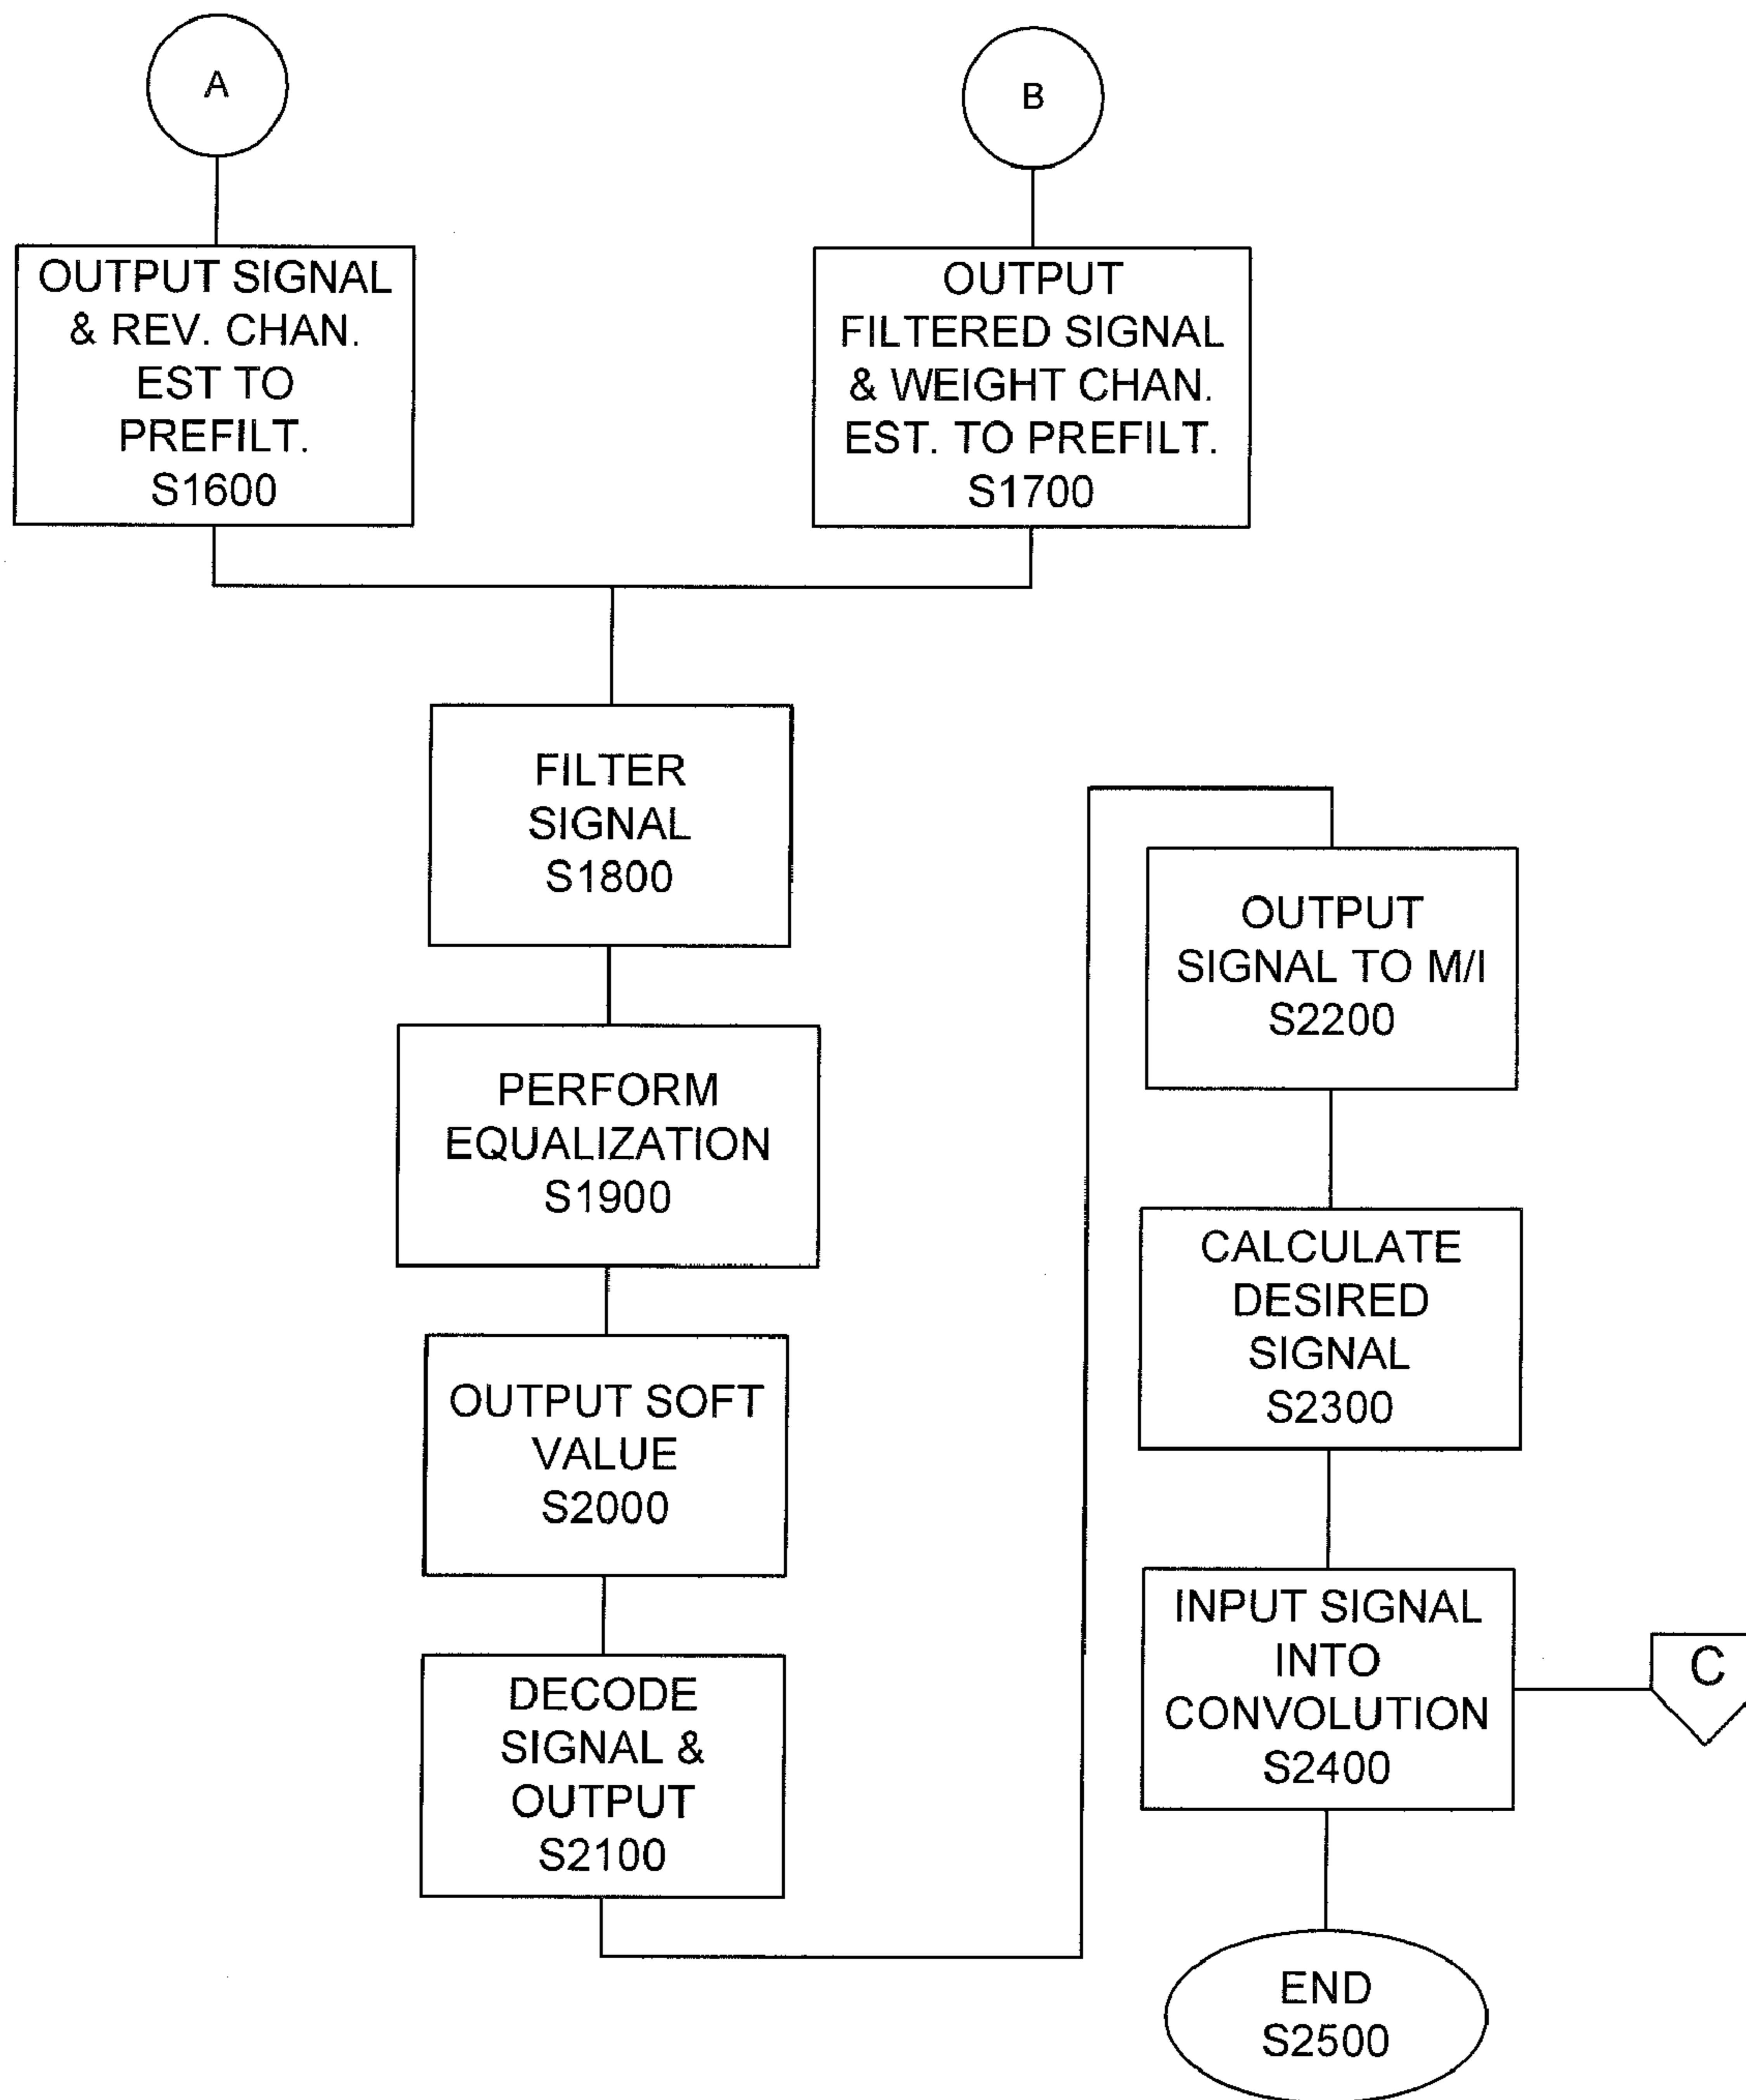 A
B
OUTPUT SIGNAL
& REV. CHAN.
EST TO
PREFILT.
S1600
OUTPUT
FILTERED SIGNAL
& WEIGHT CHAN.
EST. TO PREFILT.
S1700
FILTER
SIGNAL
S1800
PERFORM
EQUALIZATION
S1900
OUTPUT SOFT
VALUE
S2000
DECODE
SIGNAL &
OUTPUT
S2100
OUTPUT
SIGNAL TO M/I
S2200
CALCULATE
DESIRED
SIGNAL
S2300
INPUT SIGNAL
INTO
CONVOLUTION
S2400
C
END
S2500